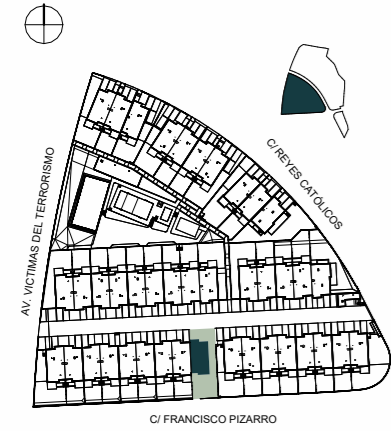 C/ REYES CATÓLICOS
AV. VICTIMAS DEL TERRORISMO
C/ FRANCISCO PIZARRO